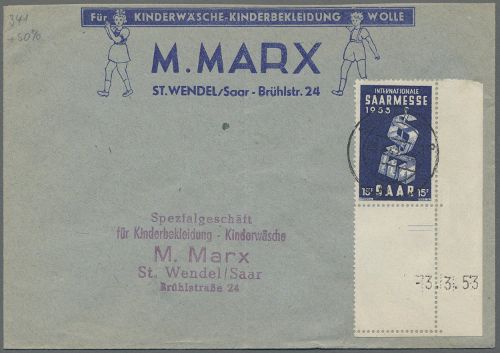 341
+50%
Für KINDERWÄSCHE-KINDERBEKLEIDUNG WOLLE
M. MARX
ST. WENDEL/Saar - Brühlstr. 24
INTERNATIONALE
SAARMESSE
1953
15F SAAR 15F
Spezialgeschäft
für Kinderbekleidung - Kinderwäsche
M. Marx
St. Wendel/Saar
Brühlstraße 24
-3. 3. 53